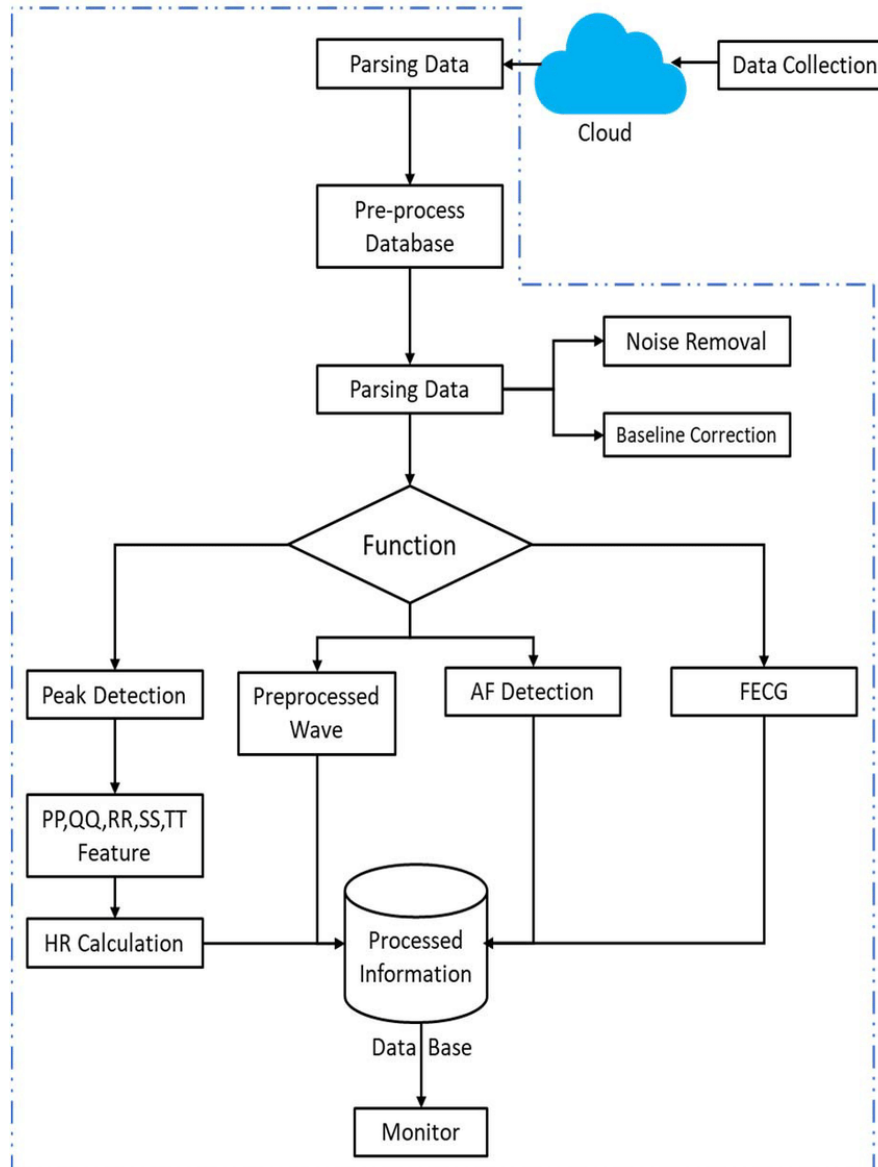 Parsing Data
Data Collection
Cloud
Pre-process
Database
Noise Removal
Parsing Data
Baseline Correction
Function
Peak Detection
Preprocessed
Wave
AF Detection
FECG
PP,QQ,RR,SS,TT
Feature
HR Calculation
Processed
Information
Data Base
Monitor